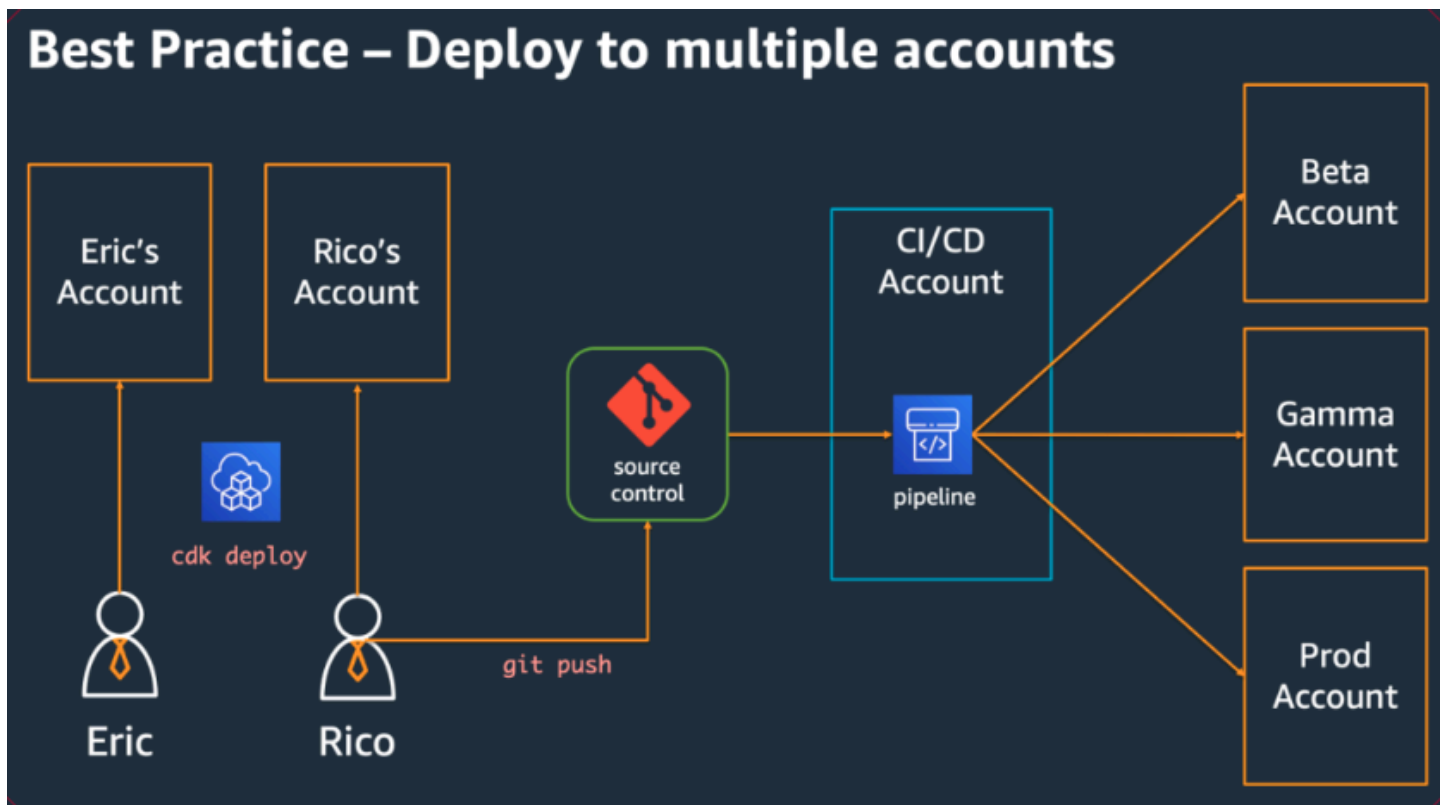 Best Practice – Deploy to multiple accounts
Eric’s
Account
Rico’s
Account
cdk deploy
Eric
Rico
git push
source
control
CI/CD
Account
pipeline
Beta
Account
Gamma
Account
Prod
Account